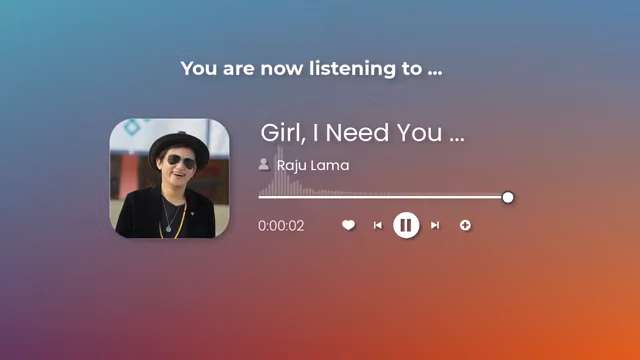 You are now listening to ...
Girl, I Need You ...
Raju Lama
0:00:02